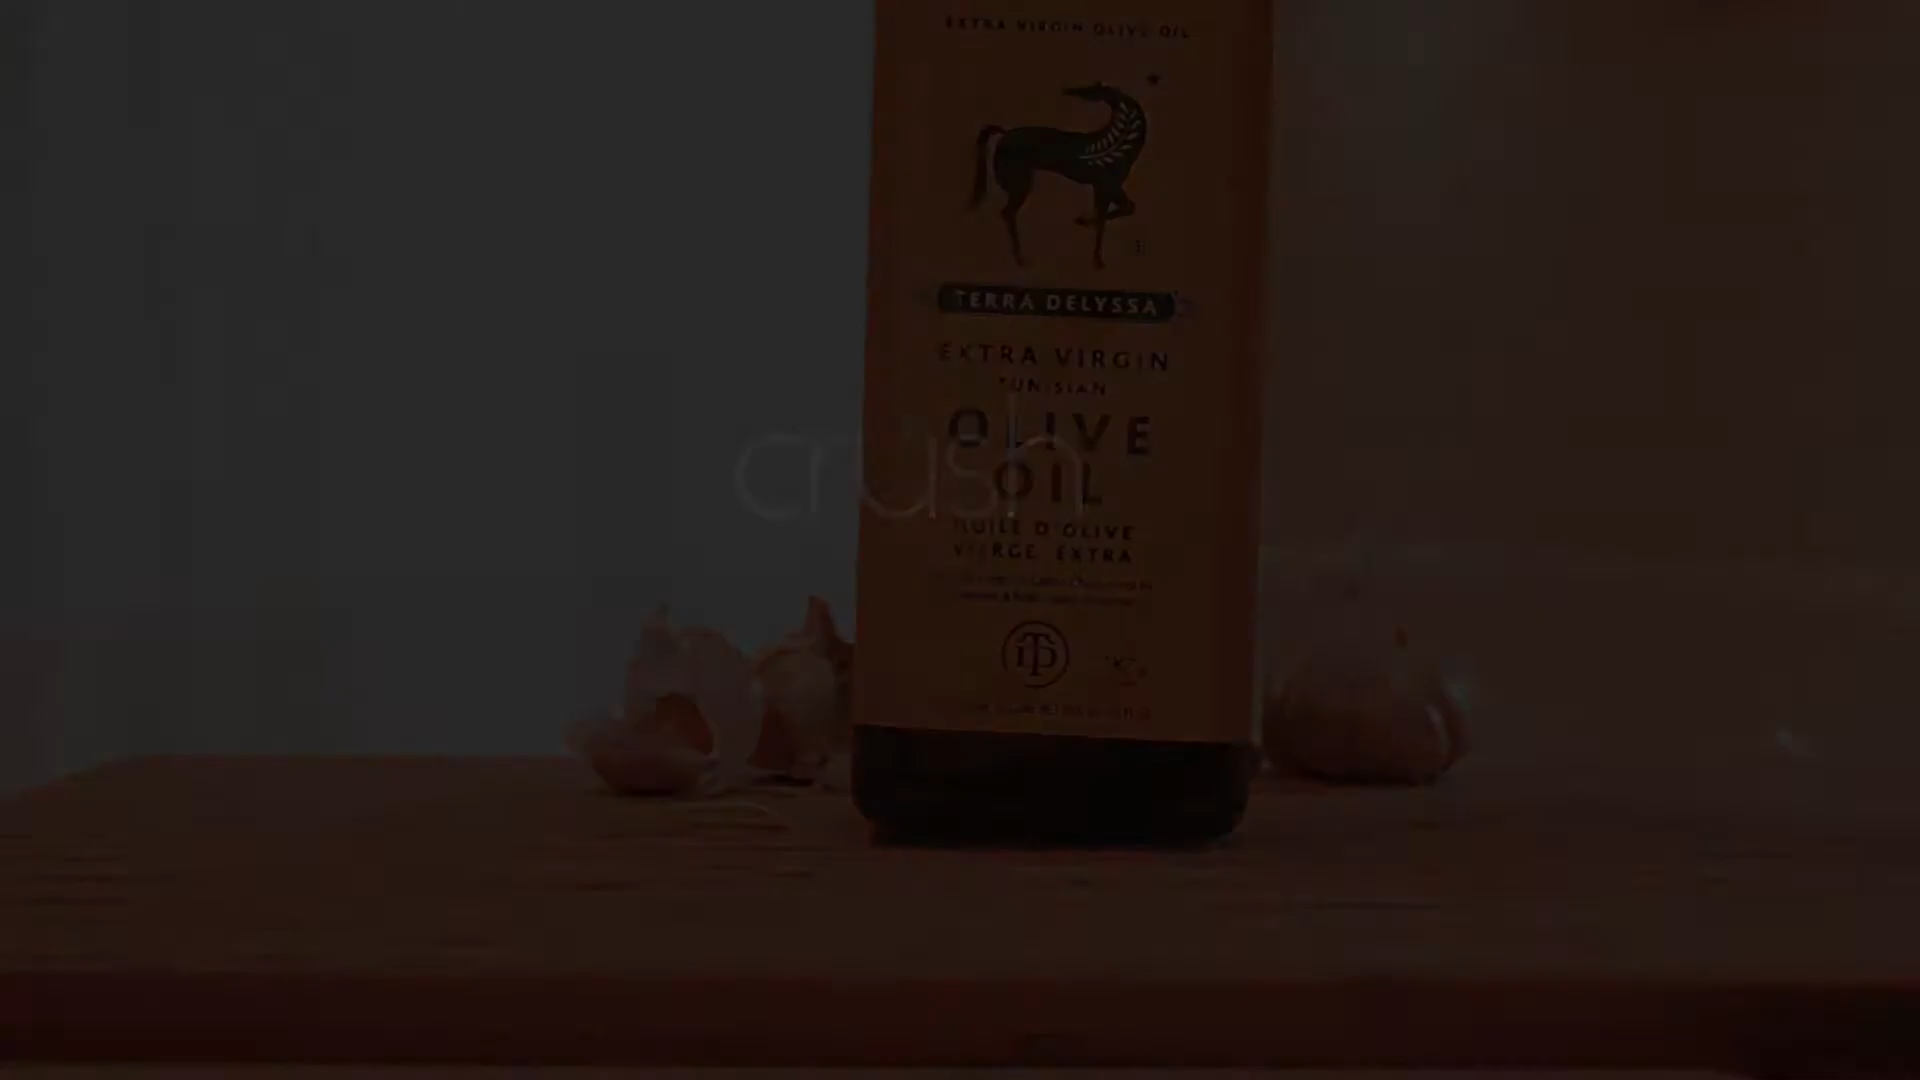 EXTRA VIRGIN OLIVE OIL
TERRA DELYSSA
EXTRA VIRGIN
TUNISIAN
OLIVE
OIL
crush
HUILE D'OLIVE
VIERGE EXTRA